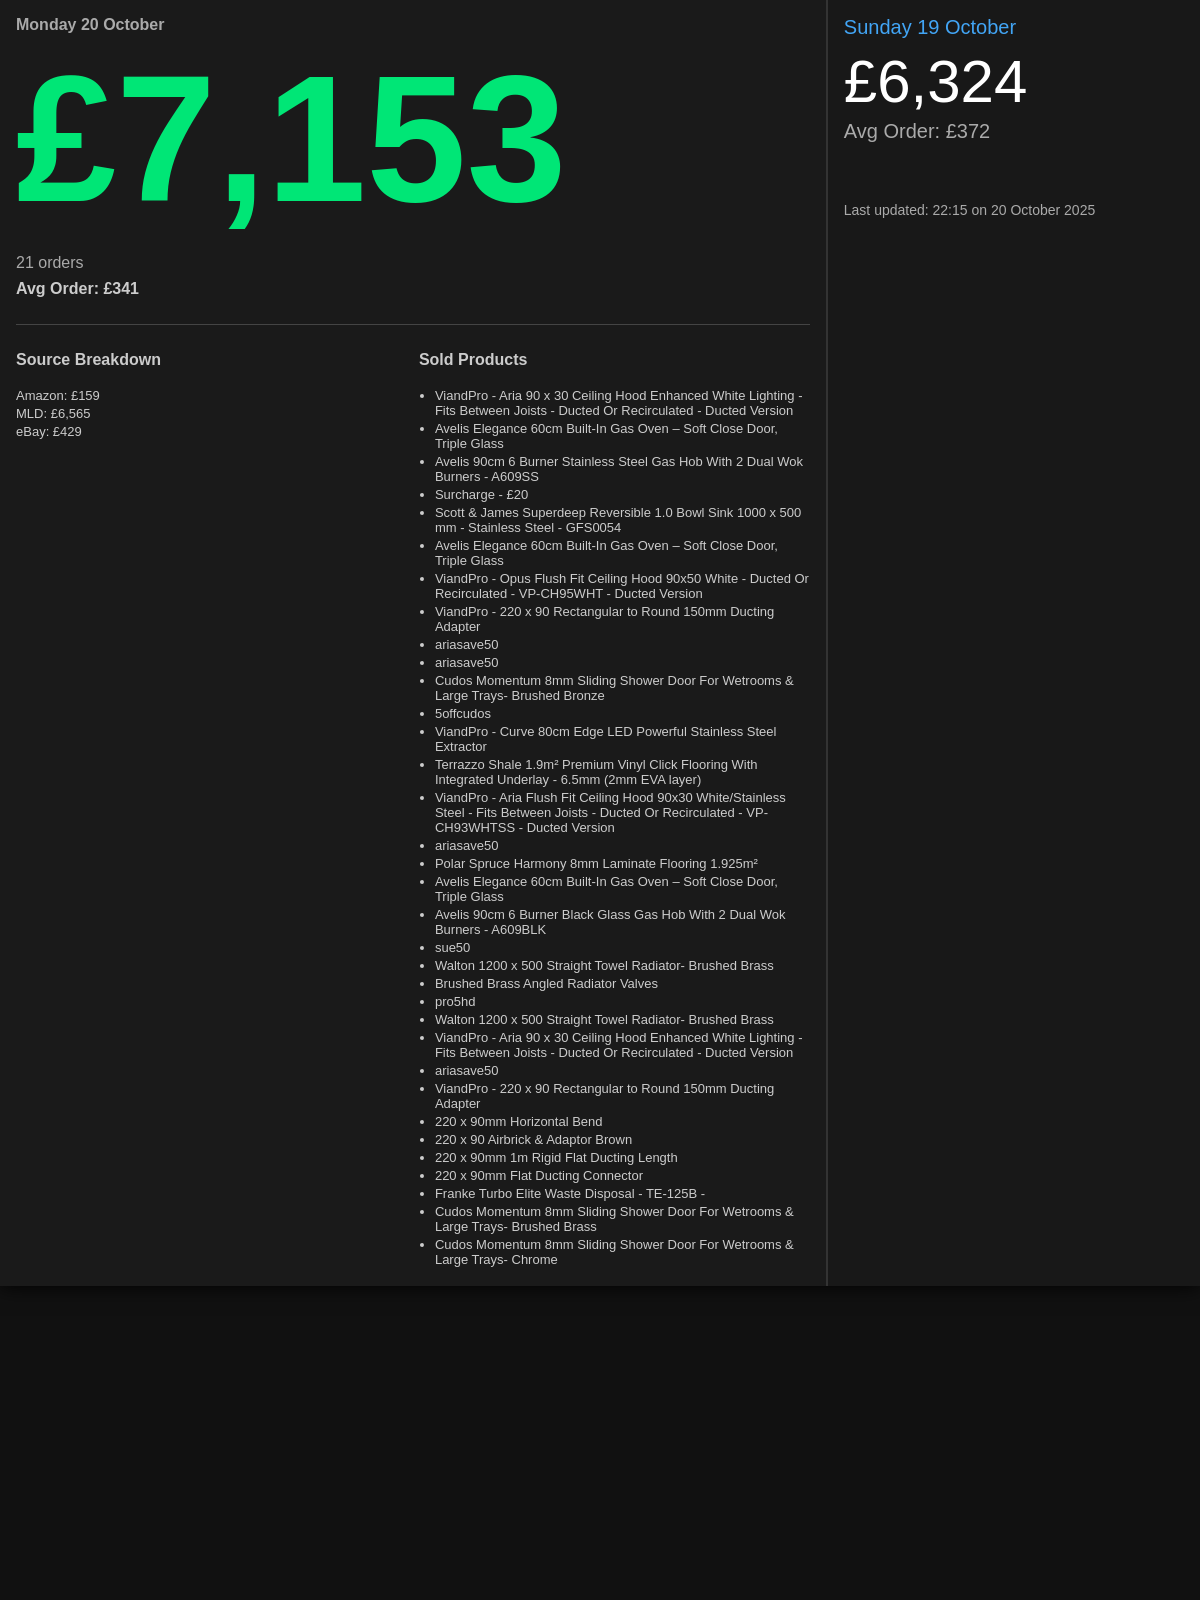 Monday 20 October
£7,153
21 orders
Avg Order: £341
Source Breakdown
Amazon: £159
MLD: £6,565
eBay: £429
Sold Products
• ViandPro - Aria 90 x 30 Ceiling Hood Enhanced White Lighting -
Fits Between Joists - Ducted Or Recirculated - Ducted Version
• Avelis Elegance 60cm Built-In Gas Oven – Soft Close Door,
Triple Glass
• Avelis 90cm 6 Burner Stainless Steel Gas Hob With 2 Dual Wok
Burners - A609SS
• Surcharge - £20
• Scott & James Superdeep Reversible 1.0 Bowl Sink 1000 x 500
mm - Stainless Steel - GFS0054
• Avelis Elegance 60cm Built-In Gas Oven – Soft Close Door,
Triple Glass
• ViandPro - Opus Flush Fit Ceiling Hood 90x50 White - Ducted Or
Recirculated - VP-CH95WHT - Ducted Version
• ViandPro - 220 x 90 Rectangular to Round 150mm Ducting
Adapter
• ariasave50
• ariasave50
• Cudos Momentum 8mm Sliding Shower Door For Wetrooms &
Large Trays- Brushed Bronze
• 5offcudos
• ViandPro - Curve 80cm Edge LED Powerful Stainless Steel
Extractor
• Terrazzo Shale 1.9m² Premium Vinyl Click Flooring With
Integrated Underlay - 6.5mm (2mm EVA layer)
• ViandPro - Aria Flush Fit Ceiling Hood 90x30 White/Stainless
Steel - Fits Between Joists - Ducted Or Recirculated - VP-
CH93WHTSS - Ducted Version
• ariasave50
• Polar Spruce Harmony 8mm Laminate Flooring 1.925m²
• Avelis Elegance 60cm Built-In Gas Oven – Soft Close Door,
Triple Glass
• Avelis 90cm 6 Burner Black Glass Gas Hob With 2 Dual Wok
Burners - A609BLK
• sue50
• Walton 1200 x 500 Straight Towel Radiator- Brushed Brass
• Brushed Brass Angled Radiator Valves
• pro5hd
• Walton 1200 x 500 Straight Towel Radiator- Brushed Brass
• ViandPro - Aria 90 x 30 Ceiling Hood Enhanced White Lighting -
Fits Between Joists - Ducted Or Recirculated - Ducted Version
• ariasave50
• ViandPro - 220 x 90 Rectangular to Round 150mm Ducting
Adapter
• 220 x 90mm Horizontal Bend
• 220 x 90 Airbrick & Adaptor Brown
• 220 x 90mm 1m Rigid Flat Ducting Length
• 220 x 90mm Flat Ducting Connector
• Franke Turbo Elite Waste Disposal - TE-125B -
• Cudos Momentum 8mm Sliding Shower Door For Wetrooms &
Large Trays- Brushed Brass
• Cudos Momentum 8mm Sliding Shower Door For Wetrooms &
Large Trays- Chrome
Sunday 19 October
£6,324
Avg Order: £372
Last updated: 22:15 on 20 October 2025